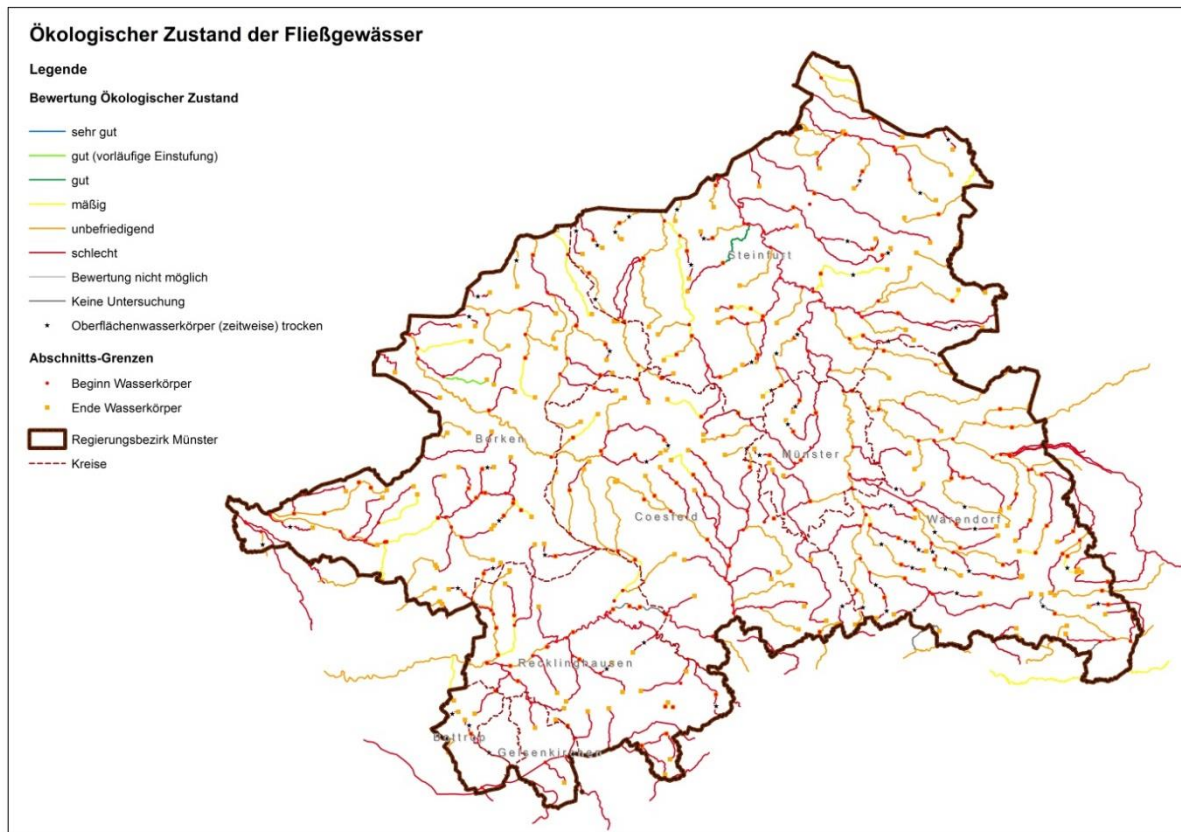 Ökologischer Zustand der Fließgewässer
Legende
Bewertung Ökologischer Zustand
sehr gut
gut (vorläufige Einstufung)
gut
mäßig
unbefriedigend
schlecht
Bewertung nicht möglich
Keine Untersuchung
Oberflächenwasserkörper (zeitweise) trocken
Abschnitts-Grenzen
Beginn Wasserkörper
Ende Wasserkörper
Regierungsbezirk Münster
Kreise
Steinfurt
Borken
Münster
Coesfeld
Warendorf
Recklinghausen
Bottrop
Gelsenkirchen